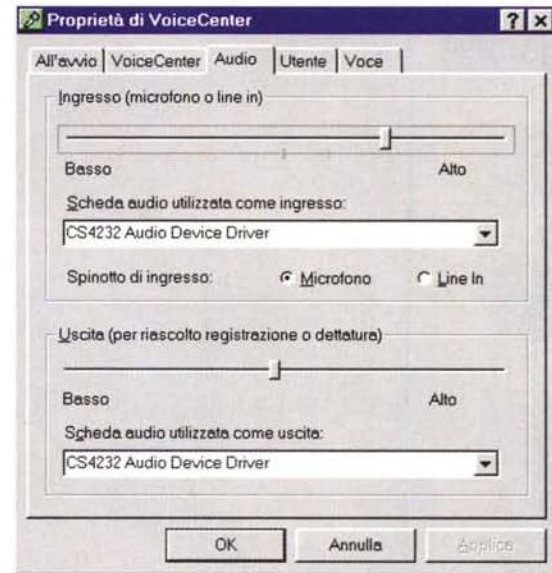 Proprietà di VoiceCenter
All'avvio VoiceCenter Audio Utente Voce
Ingresso (microfono o line in)
Basso Alto
Scheda audio utilizzata come ingresso:
CS4232 Audio Device Driver
Spinotto di ingresso: Microfono Line In
Uscita (per riascolto registrazione o dettatura)
Basso Alto
Scheda audio utilizzata come uscita:
CS4232 Audio Device Driver
OK Annulla Applica